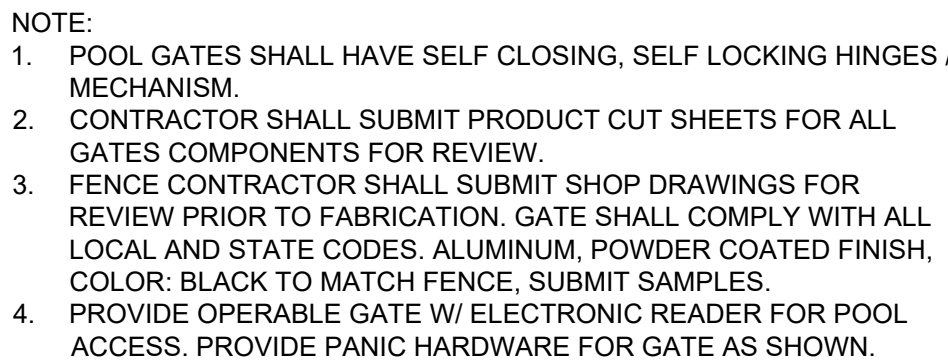 NOTE:
1. POOL GATES SHALL HAVE SELF CLOSING, SELF LOCKING HINGES /
MECHANISM.
2. CONTRACTOR SHALL SUBMIT PRODUCT CUT SHEETS FOR ALL
GATES COMPONENTS FOR REVIEW.
3. FENCE CONTRACTOR SHALL SUBMIT SHOP DRAWINGS FOR
REVIEW PRIOR TO FABRICATION. GATE SHALL COMPLY WITH ALL
LOCAL AND STATE CODES. ALUMINUM, POWDER COATED FINISH,
COLOR: BLACK TO MATCH FENCE, SUBMIT SAMPLES.
4. PROVIDE OPERABLE GATE W/ ELECTRONIC READER FOR POOL
ACCESS. PROVIDE PANIC HARDWARE FOR GATE AS SHOWN.